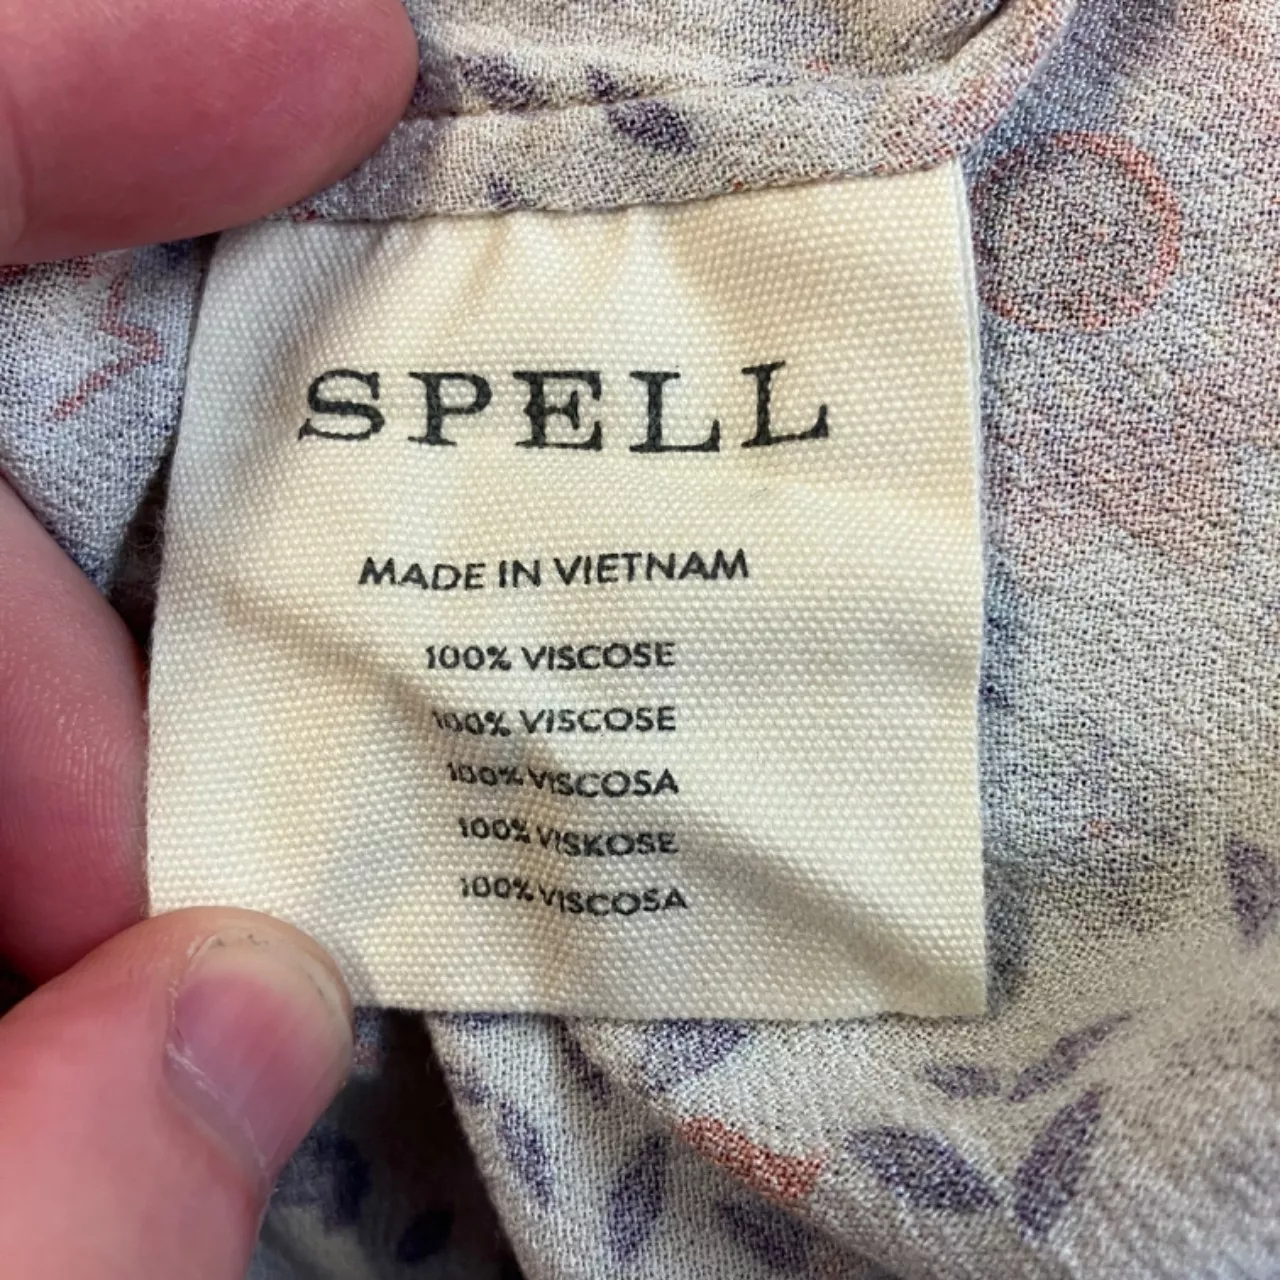 SPELL
MADE IN VIETNAM
100% VISCOSE
100% VISCOSE
100% VISCOSA
100% VISKOSE
100% VISCOSA